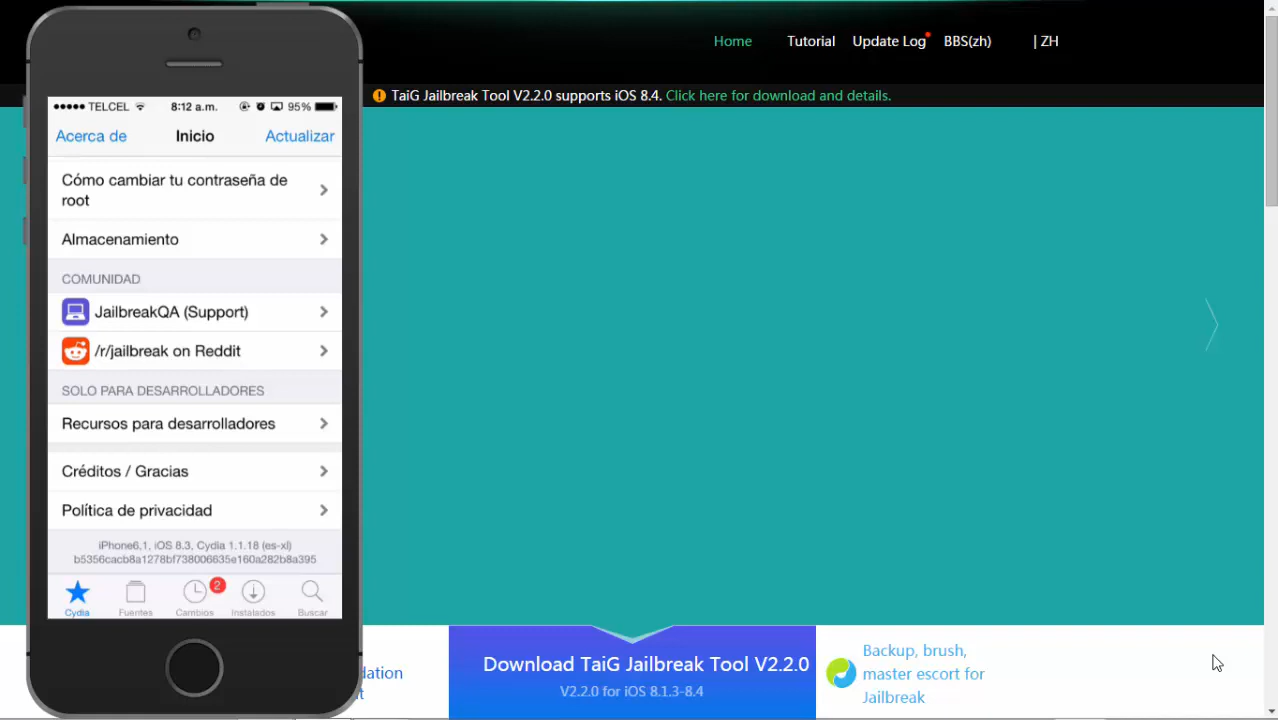 Home Tutorial Update Log BBS(zh) | ZH
TaiG Jailbreak Tool V2.2.0 supports iOS 8.4. Click here for download and details.
TELCEL 8:12 a.m. 95%
Acerca de Inicio Actualizar
Cómo cambiar tu contraseña de
root
Almacenamiento
COMUNIDAD
JailbreakQA (Support)
/r/jailbreak on Reddit
SOLO PARA DESARROLLADORES
Recursos para desarrolladores
Créditos / Gracias
Política de privacidad
iPhone6,1, iOS 8.3, Cydia 1.1.18 (es-xl)
b5356cacb8a1278bf738006635e160a282b8a395
2
Cydia Fuentes Cambios Instalados Buscar
dation
t
Download TaiG Jailbreak Tool V2.2.0
V2.2.0 for iOS 8.1.3-8.4
Backup, brush,
master escort for
Jailbreak